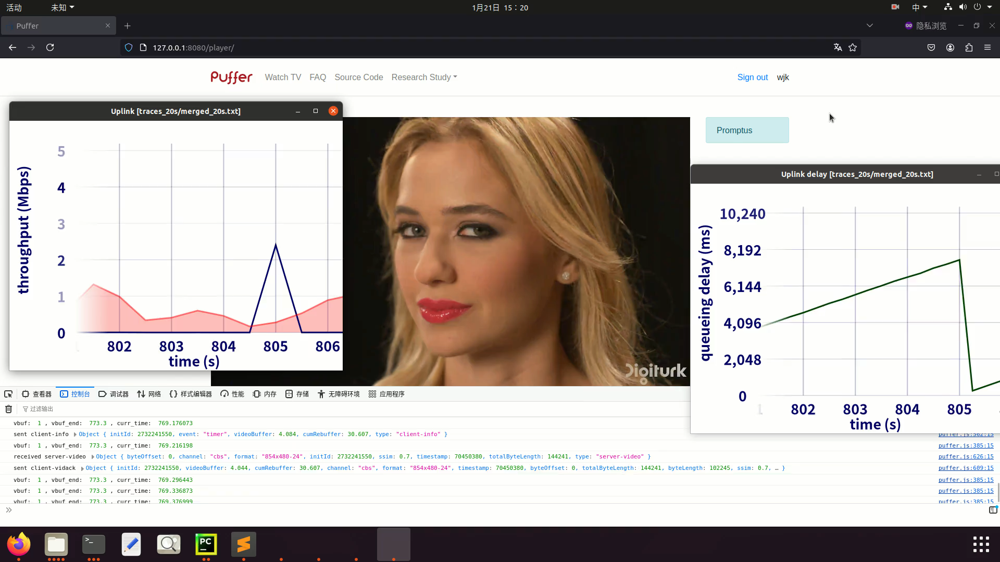 活动
未知
1月21日 15：20
中
Puffer
隐私浏览
127.0.0.1:8080/player/
Puffer
Watch TV
FAQ
Source Code
Research Study
Sign out
wjk
Uplink [traces_20s/merged_20s.txt]
5
4
3
2
1
0
throughput (Mbps)
802
803
804
805
806
time (s)
Digiturk
Promptus
Uplink delay [traces_20s/merged_20s.txt]
10,240
8,192
6,144
4,096
2,048
0
queueing delay (ms)
1
802
803
804
805
time (s)
查看器
控制台
调试器
网络
样式编辑器
性能
内存
存储
无障碍环境
应用程序
过滤输出
vbuf: 1 , vbuf_end: 773.3 , curr_time: 769.176073
sent client-info Object { initId: 2732241550, event: "timer", videoBuffer: 4.084, cumRebuffer: 30.607, type: "client-info" }
puffer.js:562:15
vbuf: 1 , vbuf_end: 773.3 , curr_time: 769.216198
puffer.js:385:15
received server-video Object { byteOffset: 0, channel: "cbs", format: "854x480-24", initId: 2732241550, ssim: 0.7, timestamp: 70450380, totalByteLength: 144241, type: "server-video" }
puffer.js:626:15
sent client-vidack Object { initId: 2732241550, videoBuffer: 4.044, cumRebuffer: 30.607, channel: "cbs", format: "854x480-24", timestamp: 70450380, byteOffset: 0, totalByteLength: 144241, byteLength: 102245, ssim: 0.7, … }
puffer.js:609:15
vbuf: 1 , vbuf_end: 773.3 , curr_time: 769.296443
puffer.js:385:15
vbuf: 1 , vbuf_end: 773.3 , curr_time: 769.336873
puffer.js:385:15
vbuf: 1 , vbuf_end: 773.3 , curr_time: 769.376999
puffer.js:385:15
>_
PC